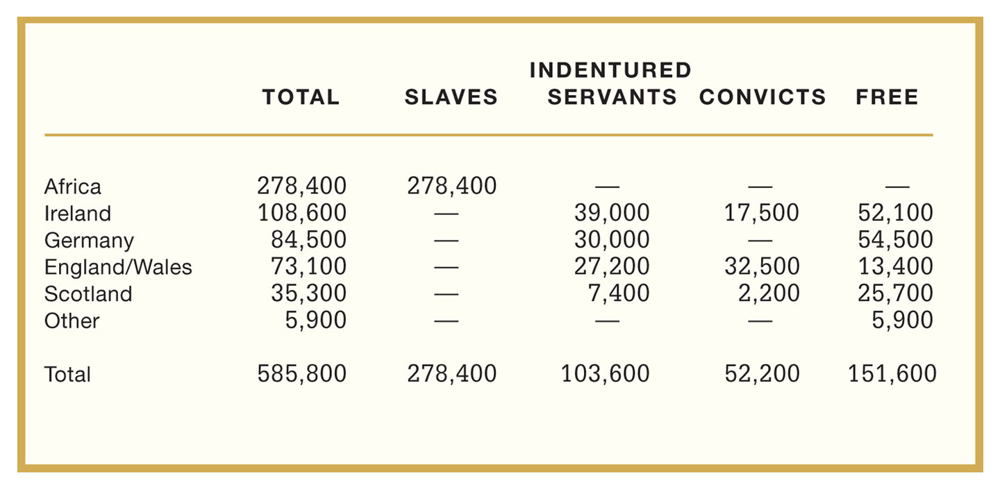 INDENTURED
TOTAL SLAVES SERVANTS CONVICTS FREE
Africa 278,400 278,400 — — —
Ireland 108,600 — 39,000 17,500 52,100
Germany 84,500 — 30,000 — 54,500
England/Wales 73,100 — 27,200 32,500 13,400
Scotland 35,300 — 7,400 2,200 25,700
Other 5,900 — — — 5,900
Total 585,800 278,400 103,600 52,200 151,600